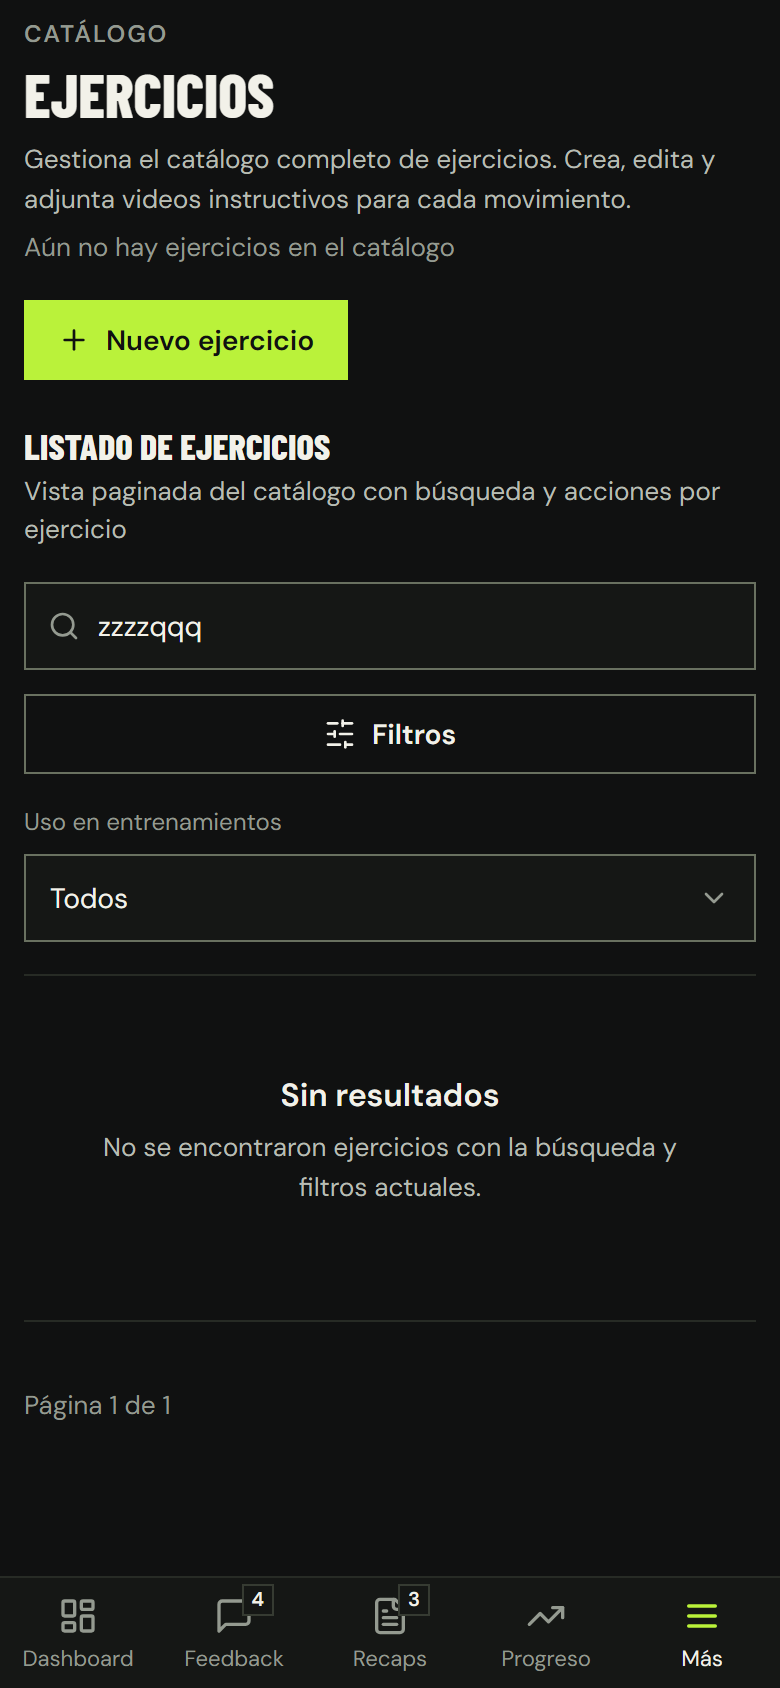 CATÁLOGO
EJERCICIOS
Gestiona el catálogo completo de ejercicios. Crea, edita y
adjunta videos instructivos para cada movimiento.
Aún no hay ejercicios en el catálogo
Nuevo ejercicio
LISTADO DE EJERCICIOS
Vista paginada del catálogo con búsqueda y acciones por
ejercicio
zzzzqqq
Filtros
Uso en entrenamientos
Todos
Sin resultados
No se encontraron ejercicios con la búsqueda y
filtros actuales.
Página 1 de 1
4
3
Dashboard
Feedback
Recaps
Progreso
Más